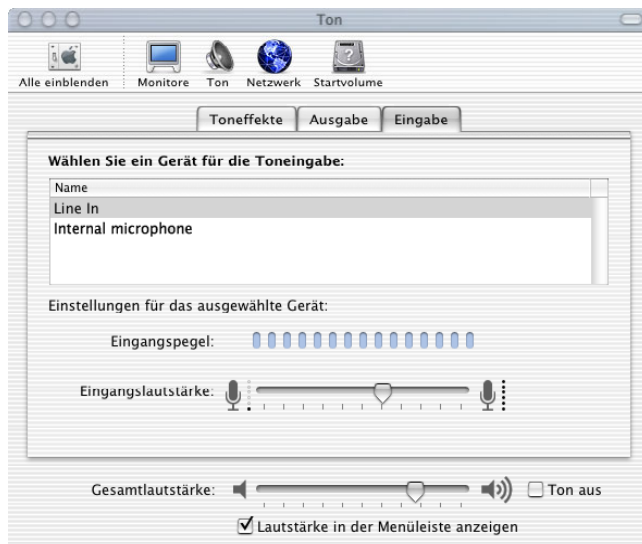 Ton
Alle einblenden Monitore Ton Netzwerk Startvolume
Toneffekte Ausgabe Eingabe
Wählen Sie ein Gerät für die Toneingabe:
Name
Line In
Internal microphone
Einstellungen für das ausgewählte Gerät:
Eingangspegel:
Eingangslautstärke:
Gesamtlautstärke: Ton aus
Lautstärke in der Menüleiste anzeigen